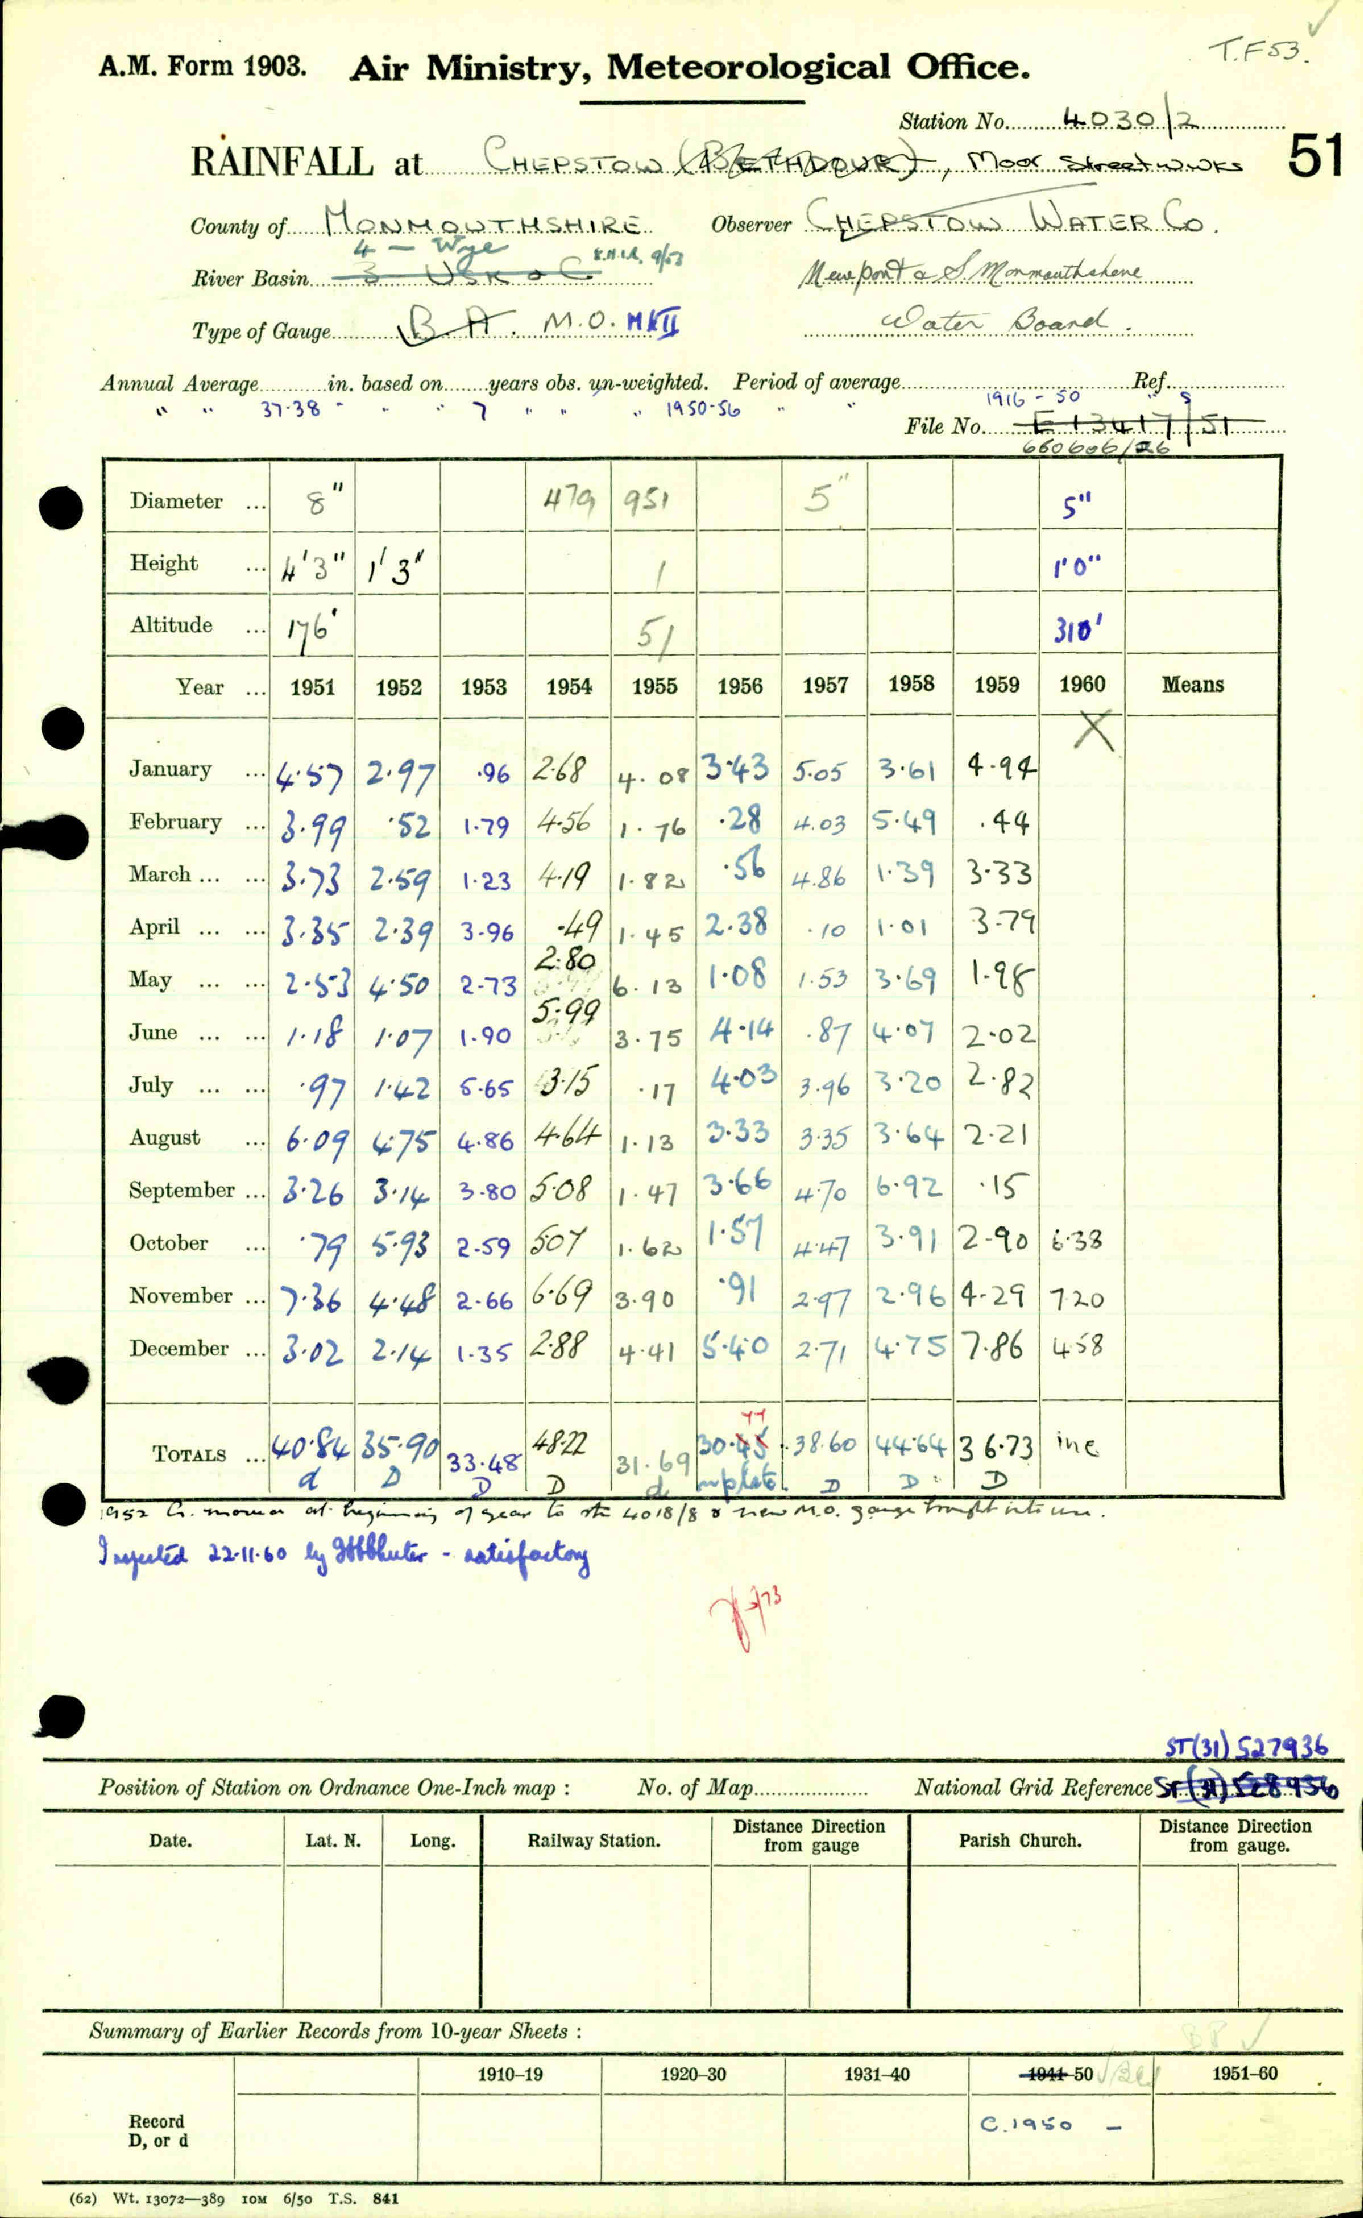 T.F 53.
A.M. Form 1903. Air Ministry, Meteorological Office.
Station No. 4030/2
51
RAINFALL at CHEPSTOW, Moor Street WWKS
County of MONMOUTHSHIRE Observer CHEPSTOW WATER CO.
4 - Wye 9/53
River Basin 3 USK & C Newport & S. Monmouthshire
Type of Gauge B.A. M.O. MKII Water Board.
Annual Average in. based on years obs. un-weighted. Period of average Ref.
" " 37.38 " " " 7 " " " 1950-56 " " 1916-50 " S
File No. E 13417/51
660606/26
Diameter ... 8" 479 951 5" 5"
Height ... 4'3" 1'3" 1 1'0"
Altitude ... 176' 51 310'
Year ... 1951 1952 1953 1954 1955 1956 1957 1958 1959 1960 Means
X
January ... 4.57 2.97 .96 2.68 4.08 3.43 5.05 3.61 4.94
February ... 3.99 .52 1.79 4.56 1.76 .28 4.03 5.49 .44
March ... ... 3.73 2.59 1.23 4.19 1.82 .56 4.86 1.39 3.33
April ... ... 3.35 2.39 3.96 .49 1.45 2.38 .10 1.01 3.79
May ... ... 2.53 4.50 2.73 2.80 6.13 1.08 1.53 3.69 1.98
June ... ... 1.18 1.07 1.90 5.99 3.75 4.14 .87 4.07 2.02
July ... ... .97 1.42 5.65 3.15 .17 4.03 3.96 3.20 2.82
August ... 6.09 4.75 4.86 4.64 1.13 3.33 3.35 3.64 2.21
September ... 3.26 3.14 3.80 5.08 1.47 3.66 4.70 6.92 .15
October ... .79 5.93 2.59 5.07 1.62 1.57 4.47 3.91 2.90 6.38
November ... 7.36 4.48 2.66 6.69 3.90 .91 2.97 2.96 4.29 7.20
December ... 3.02 2.14 1.35 2.88 4.41 5.40 2.71 4.75 7.86 4.58
77
TOTALS ... 40.84 35.90 33.48 48.22 31.69 30.45 38.60 44.64 36.73 inc
d D D D d D D D
1952 Gr. moved at beginning of year to stn 4018/8 & new M.O. gauge brought into use.
Inspected 22.11.60 by - satisfactory
3/73
ST(31) 527936
Position of Station on Ordnance One-Inch map : No. of Map National Grid Reference ST (31) 528936
Date. Lat. N. Long. Railway Station. Distance Direction from gauge Parish Church. Distance Direction from gauge.
Summary of Earlier Records from 10-year Sheets :
1910–19 1920–30 1931–40 1941-50 1951–60
Record
D, or d
C.1950 –
(62) Wt. 13072—389 10M 6/50 T.S. 841